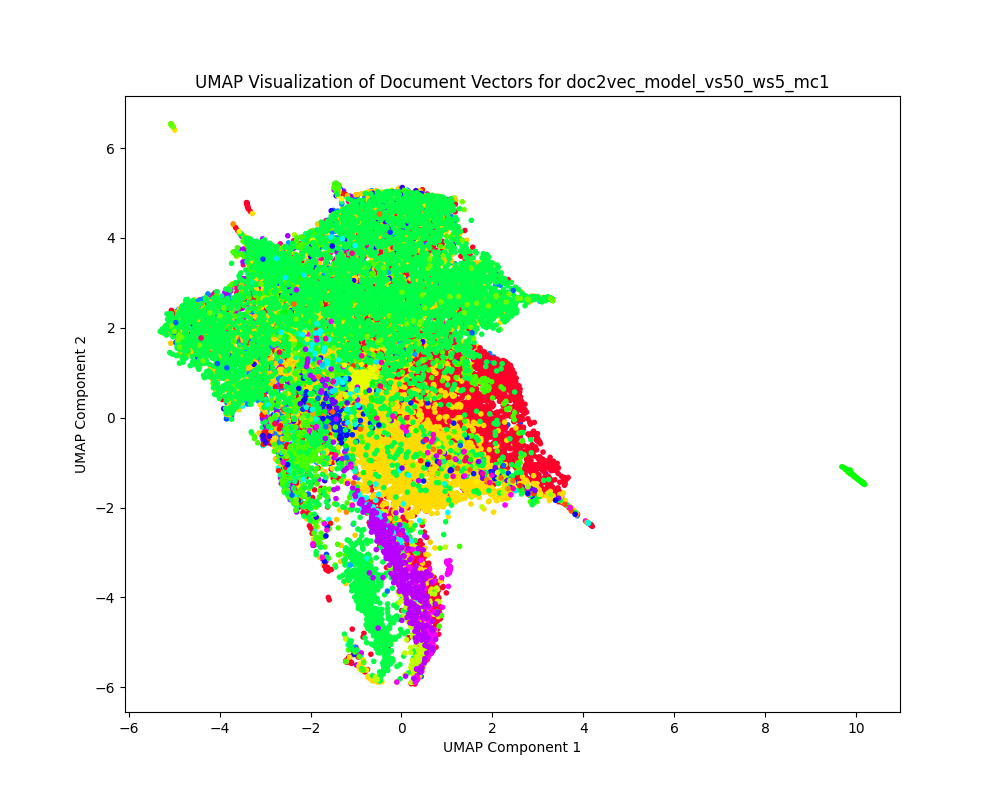 UMAP Visualization of Document Vectors for doc2vec_model_vs50_ws5_mc1
6
4
2
0
−2
−4
−6
UMAP Component 2
−6 −4 −2 0 2 4 6 8 10
UMAP Component 1